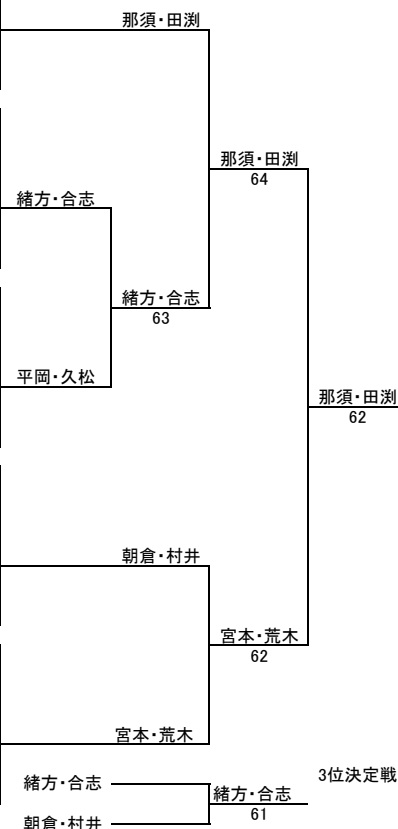 那須・田渕
那須・田渕
64
緒方・合志
緒方・合志
63
平岡・久松
那須・田渕
62
朝倉・村井
宮本・荒木
62
宮本・荒木
3位決定戦
緒方・合志
緒方・合志
61
朝倉・村井